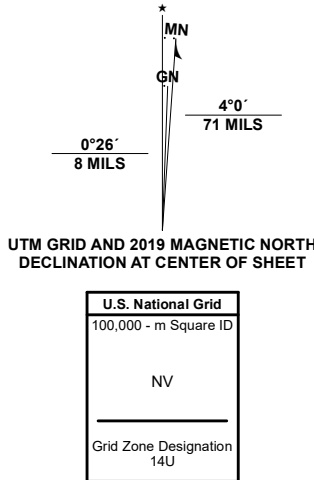 ★
MN
GN
4°0´
71 MILS
0°26´
8 MILS
UTM GRID AND 2019 MAGNETIC NORTH
DECLINATION AT CENTER OF SHEET
U.S. National Grid
100,000 - m Square ID
NV
Grid Zone Designation
14U